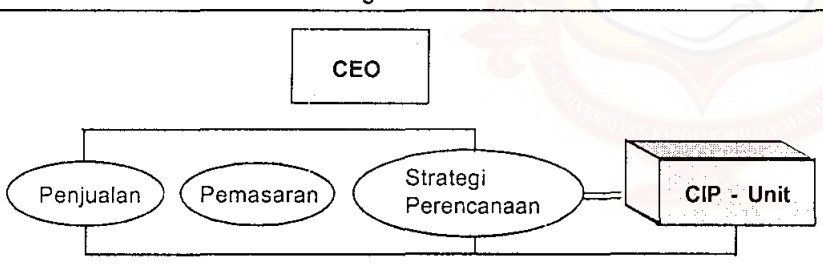 CEO
Penjualan
Pemasaran
Strategi
Perencanaan
CIP - Unit